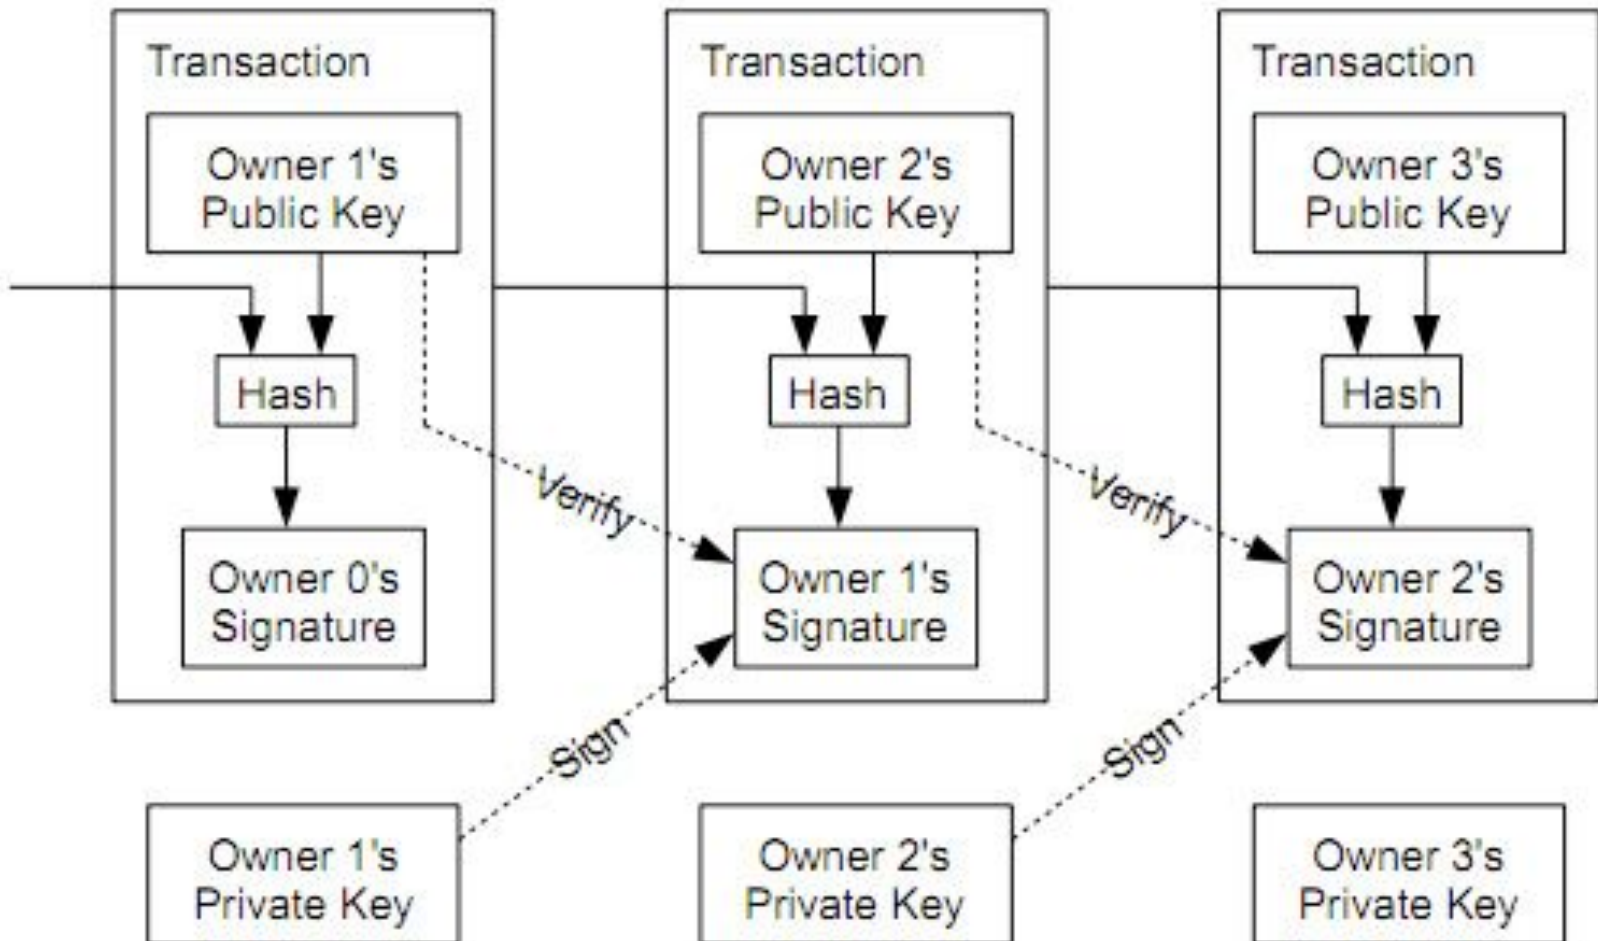 Transaction
Owner 1's
Public Key
Hash
Owner 0's
Signature
Transaction
Owner 2's
Public Key
Hash
Verify
Owner 1's
Signature
Transaction
Owner 3's
Public Key
Hash
Verify
Owner 2's
Signature
Sign
Sign
Owner 1's
Private Key
Owner 2's
Private Key
Owner 3's
Private Key